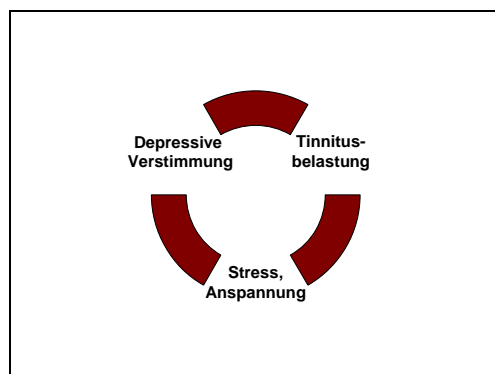 Depressive
Verstimmung
Tinnitus-
belastung
Stress,
Anspannung